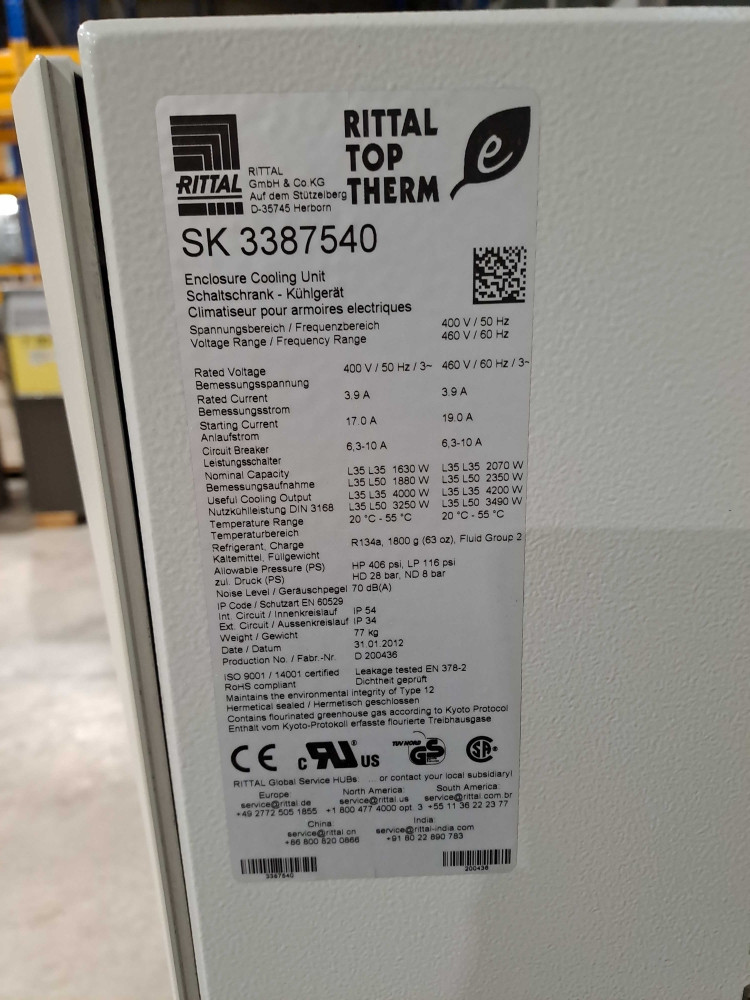 RITTAL
RITTAL
GmbH & Co.KG
Auf dem Stützelberg
D-35745 Herborn
RITTAL
TOP
THERM
e
SK 3387540
Enclosure Cooling Unit
Schaltschrank - Kühlgerät
Climatiseur pour armoires electriques
Spannungsbereich / Frequenzbereich 400 V / 50 Hz
Voltage Range / Frequency Range 460 V / 60 Hz
Rated Voltage 400 V / 50 Hz / 3~ 460 V / 60 Hz / 3~
Bemessungsspannung
Rated Current 3.9 A 3.9 A
Bemessungsstrom
Starting Current 17.0 A 19.0 A
Anlaufstrom
Circuit Breaker 6,3-10 A 6,3-10 A
Leistungsschalter
Nominal Capacity L35 L35 1630 W L35 L35 2070 W
Bemessungsaufnahme L35 L50 1880 W L35 L50 2350 W
Useful Cooling Output L35 L35 4000 W L35 L35 4200 W
Nutzkühlleistung DIN 3168 L35 L50 3250 W L35 L50 3490 W
Temperature Range 20 °C - 55 °C 20 °C - 55 °C
Temperaturbereich
Refrigerant, Charge R134a, 1800 g (63 oz), Fluid Group 2
Kältemittel, Füllgewicht
Allowable Pressure (PS) HP 406 psi, LP 116 psi
zul. Druck (PS) HD 28 bar, ND 8 bar
Noise Level / Geräuschpegel 70 dB(A)
IP Code / Schutzart EN 60529
Int. Circuit / Innenkreislauf IP 54
Ext. Circuit / Aussenkreislauf IP 34
Weight / Gewicht 77 kg
Date / Datum 31.01.2012
Production No. / Fabr.-Nr. D 200436
ISO 9001 / 14001 certified Leakage tested EN 378-2
RoHS compliant Dichtheit geprüft
Maintains the environmental integrity of Type 12
Hermetical sealed / Hermetisch geschlossen
Contains flourinated greenhouse gas according to Kyoto Protocol
Enthält vom Kyoto-Protokoll erfasste flourierte Treibhausgase
CE c RU ® US TUV NORD GS SA ®
RITTAL Global Service HUBs: ... or contact your local subsidiary!
Europe: North America: South America:
service@rittal.de service@rittal.us service@rittal.com.br
+49 2772 505 1855 +1 800 477 4000 opt. 3 +55 11 36 22 23 77
China: India:
service@rittal.cn service@rittal-india.com
+86 800 820 0866 +91 80 22 890 783
3387540 200436